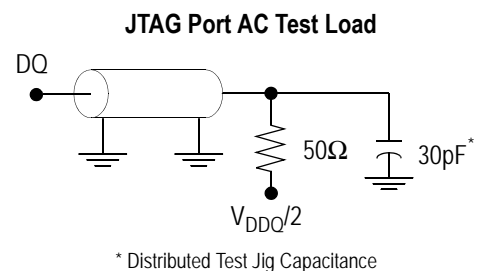 JTAG Port AC Test Load
DQ
50Ω
30pF*
VDDQ/2
* Distributed Test Jig Capacitance